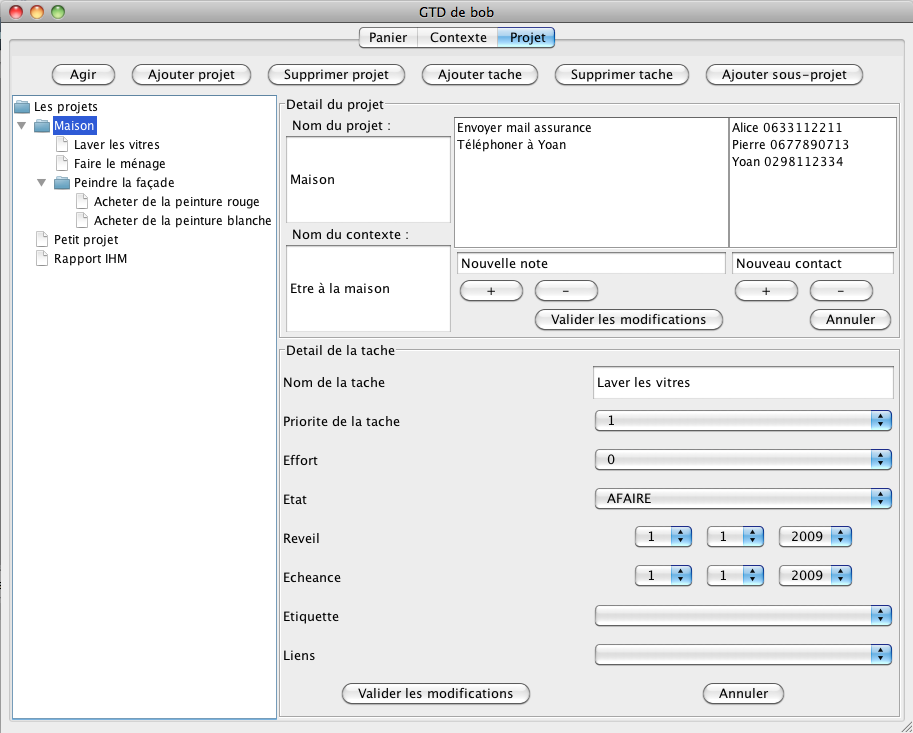 GTD de bob
Panier Contexte Projet
Agir Ajouter projet Supprimer projet Ajouter tache Supprimer tache Ajouter sous-projet
Les projets
Maison
Laver les vitres
Faire le ménage
Peindre la façade
Acheter de la peinture rouge
Acheter de la peinture blanche
Petit projet
Rapport IHM
Detail du projet
Nom du projet :
Maison
Nom du contexte :
Etre à la maison
Envoyer mail assurance
Téléphoner à Yoan
Nouvelle note
+ -
Alice 0633112211
Pierre 0677890713
Yoan 0298112334
Nouveau contact
+ -
Valider les modifications Annuler
Detail de la tache
Nom de la tache Laver les vitres
Priorite de la tache 1
Effort 0
Etat AFAIRE
Reveil 1 1 2009
Echeance 1 1 2009
Etiquette
Liens
Valider les modifications Annuler